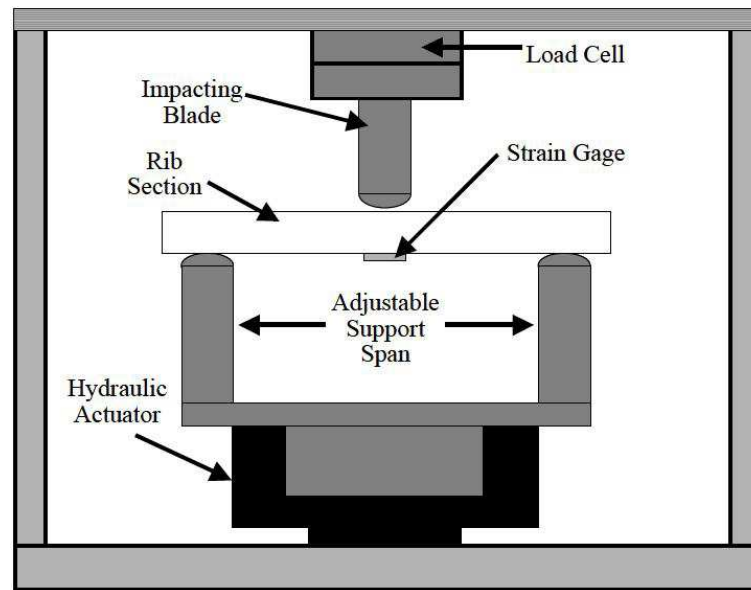 Load Cell
Impacting
Blade
Strain Gage
Rib
Section
Adjustable
Support
Span
Hydraulic
Actuator